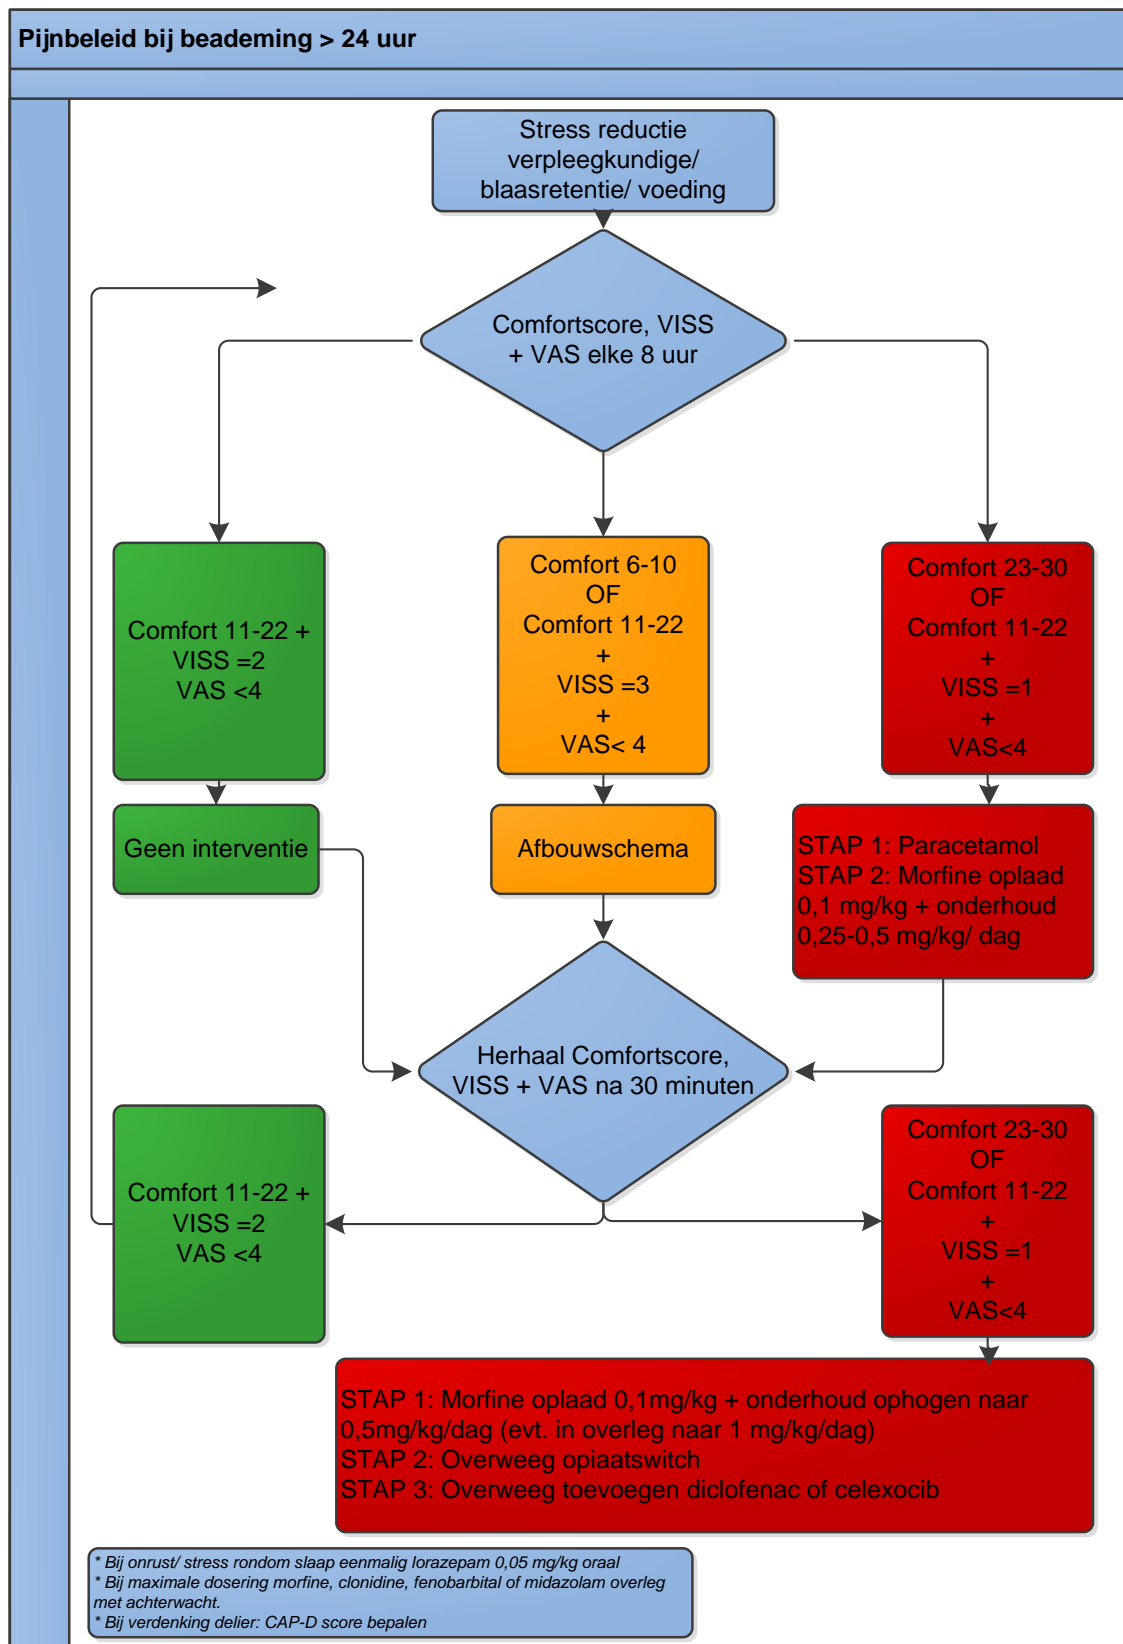 Pijnbeleid bij beademing > 24 uur
Stress reductie
verpleegkundige/
blaasretentie/ voeding
Comfortscore, VISS
+ VAS elke 8 uur
Comfort 11-22 +
VISS =2
VAS <4
Comfort 6-10
OF
Comfort 11-22
+
VISS =3
+
VAS< 4
Comfort 23-30
OF
Comfort 11-22
+
VISS =1
+
VAS<4
Geen interventie
Afbouwschema
STAP 1: Paracetamol
STAP 2: Morfine oplaad
0,1 mg/kg + onderhoud
0,25-0,5 mg/kg/ dag
Herhaal Comfortscore,
VISS + VAS na 30 minuten
Comfort 11-22 +
VISS =2
VAS <4
Comfort 23-30
OF
Comfort 11-22
+
VISS =1
+
VAS<4
STAP 1: Morfine oplaad 0,1mg/kg + onderhoud ophogen naar
0,5mg/kg/dag (evt. in overleg naar 1 mg/kg/dag)
STAP 2: Overweeg opiaatswitch
STAP 3: Overweeg toevoegen diclofenac of celexocib
* Bij onrust/ stress rondom slaap eenmalig lorazepam 0,05 mg/kg oraal
* Bij maximale dosering morfine, clonidine, fenobarbital of midazolam overleg
met achterwacht.
* Bij verdenking delier: CAP-D score bepalen